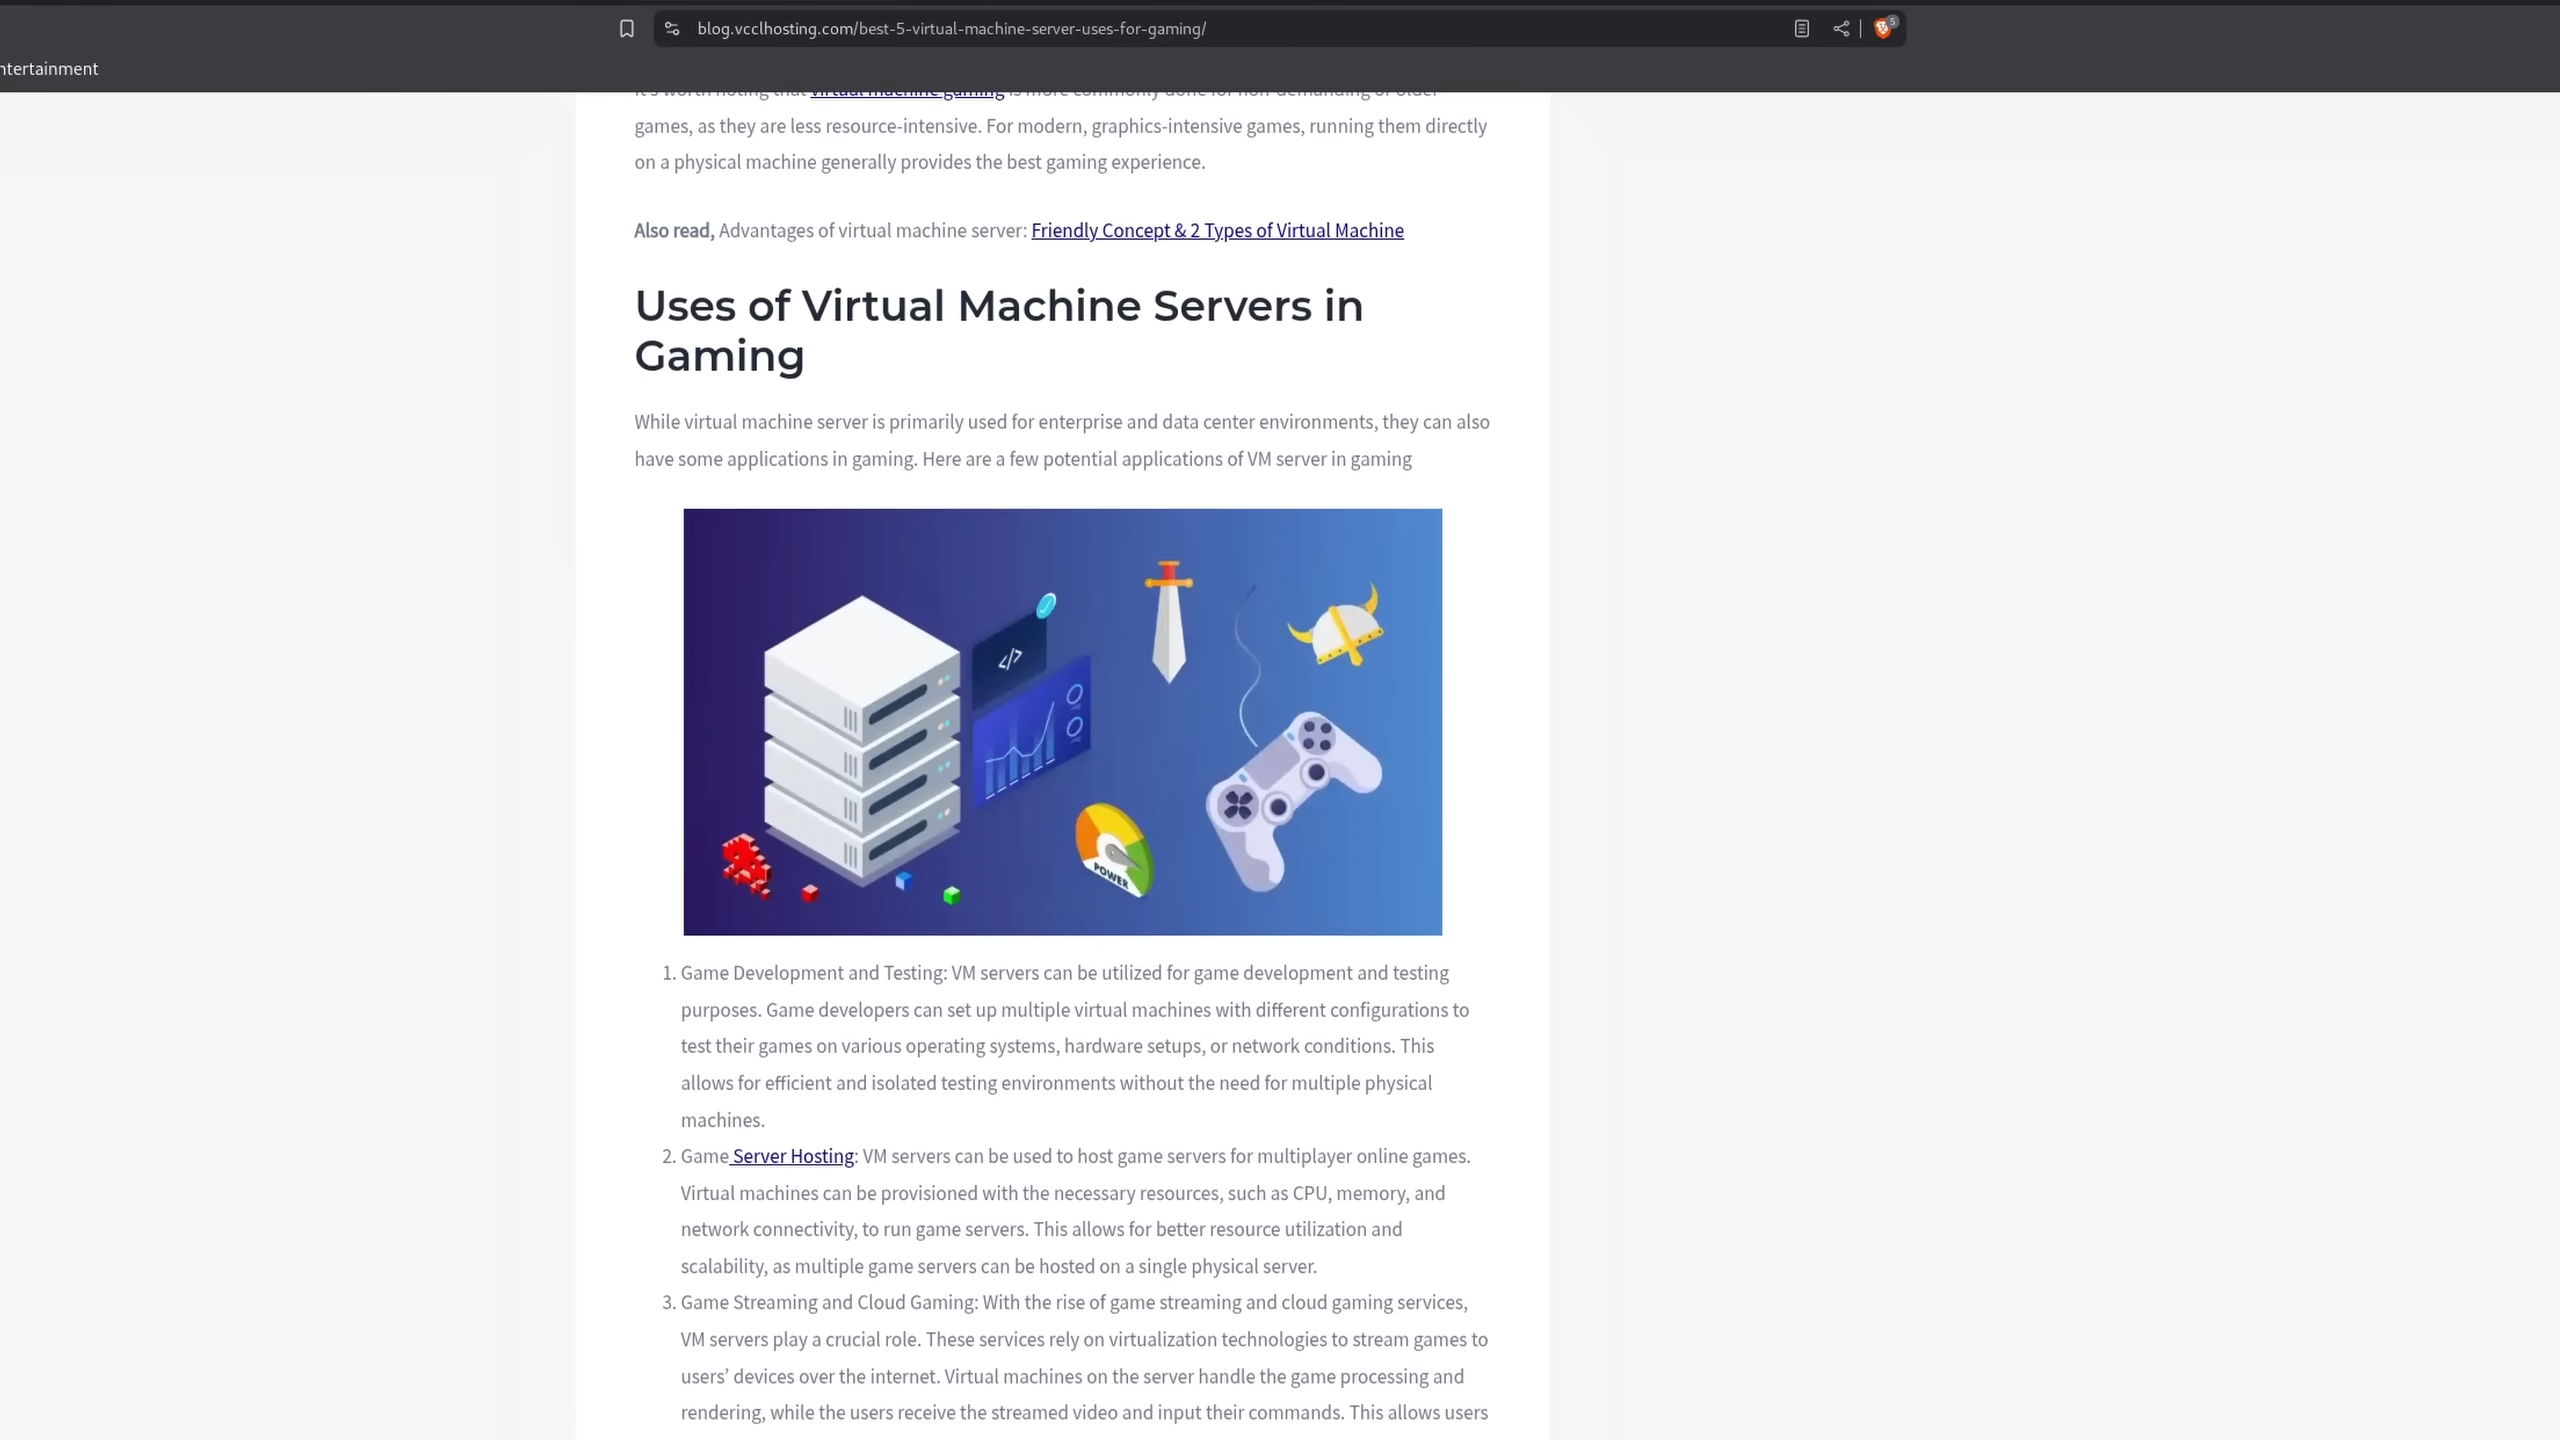 blog.vcclhosting.com/best-5-virtual-machine-server-uses-for-gaming/
5
ntertainment
It's worth noting that virtual machine gaming is more commonly done for non-demanding or older
games, as they are less resource-intensive. For modern, graphics-intensive games, running them directly
on a physical machine generally provides the best gaming experience.
Also read, Advantages of virtual machine server: Friendly Concept & 2 Types of Virtual Machine
Uses of Virtual Machine Servers in
Gaming
While virtual machine server is primarily used for enterprise and data center environments, they can also
have some applications in gaming. Here are a few potential applications of VM server in gaming
</>
POWER
1. Game Development and Testing: VM servers can be utilized for game development and testing
purposes. Game developers can set up multiple virtual machines with different configurations to
test their games on various operating systems, hardware setups, or network conditions. This
allows for efficient and isolated testing environments without the need for multiple physical
machines.
2. Game Server Hosting: VM servers can be used to host game servers for multiplayer online games.
Virtual machines can be provisioned with the necessary resources, such as CPU, memory, and
network connectivity, to run game servers. This allows for better resource utilization and
scalability, as multiple game servers can be hosted on a single physical server.
3. Game Streaming and Cloud Gaming: With the rise of game streaming and cloud gaming services,
VM servers play a crucial role. These services rely on virtualization technologies to stream games to
users’ devices over the internet. Virtual machines on the server handle the game processing and
rendering, while the users receive the streamed video and input their commands. This allows users